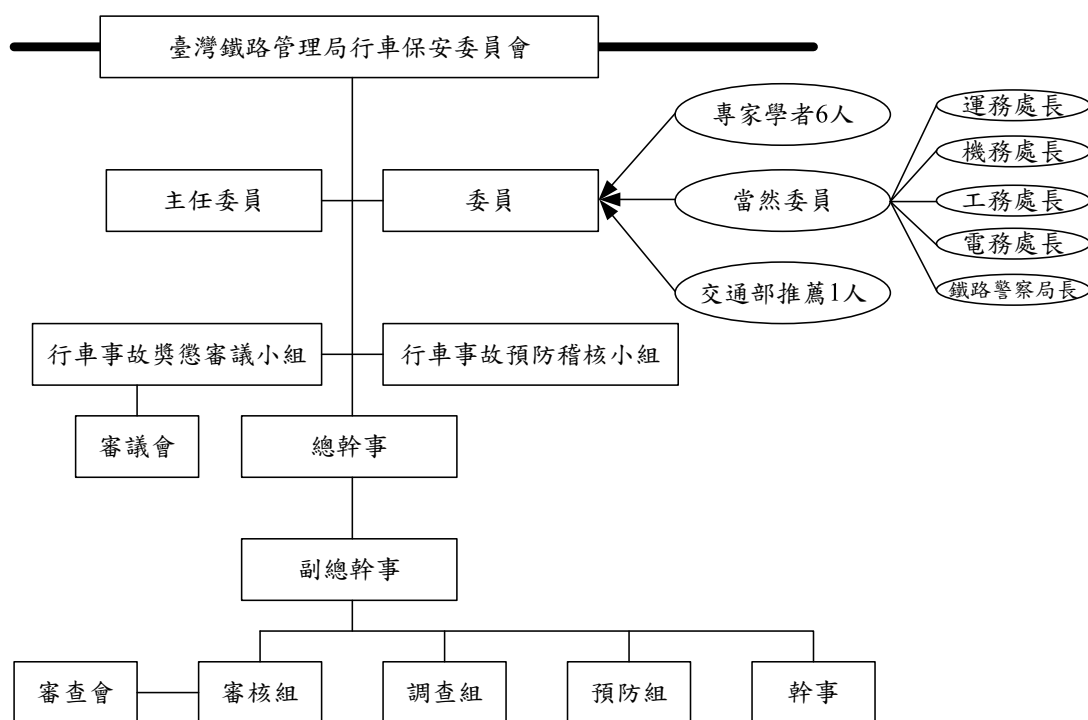 臺灣鐵路管理局行車保安委員會
專家學者6人
運務處長
機務處長
主任委員
委員
當然委員
工務處長
電務處長
交通部推薦1人
鐵路警察局長
行車事故獎懲審議小組
行車事故預防稽核小組
審議會
總幹事
副總幹事
審查會
審核組
調查組
預防組
幹事